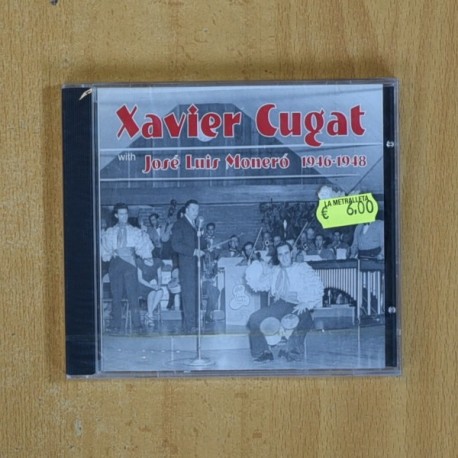 Xavier Cugat
with José Luis Moneró 1946-1948
LA METRALLETA
€ 6,00